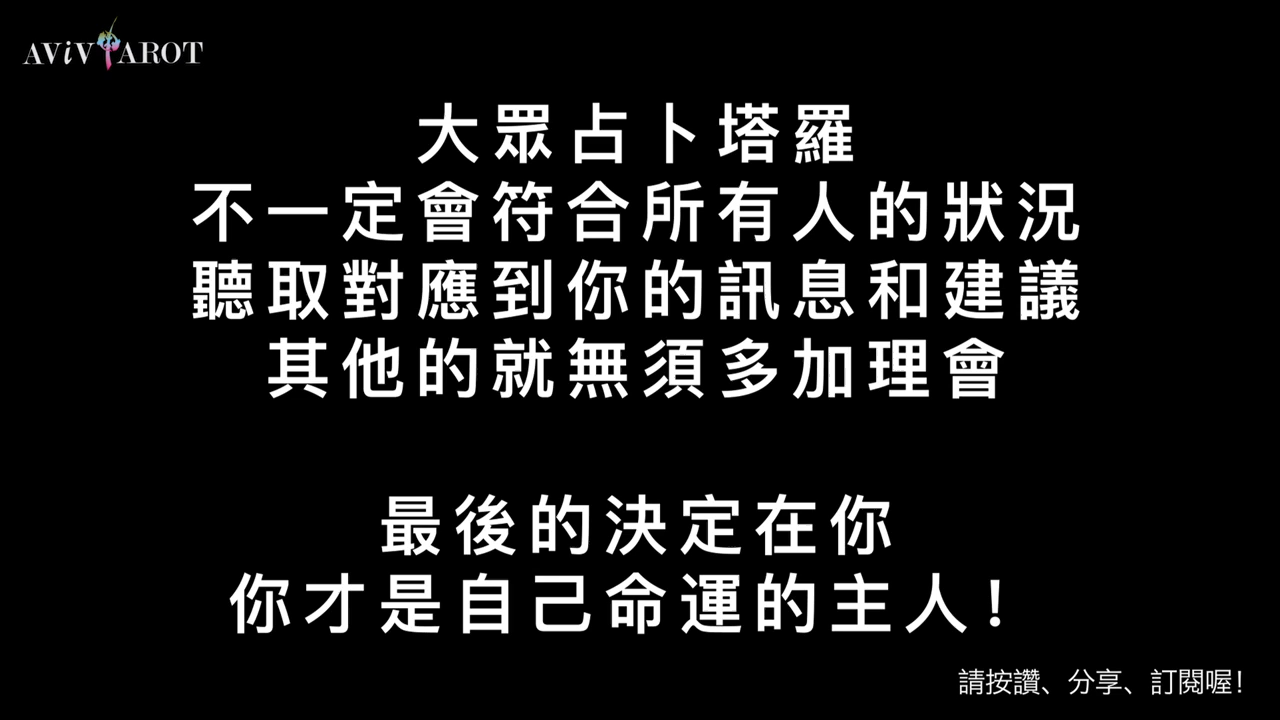 AViV TAROT
大眾占卜塔羅
不一定會符合所有人的狀況
聽取對應到你的訊息和建議
其他的就無須多加理會
最後的決定在你
你才是自己命運的主人！
請按讚、分享、訂閱喔！